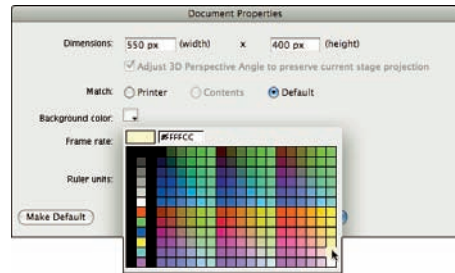 Document Properties
Dimensions: 550 px (width) x 400 px (height)
Adjust 3D Perspective Angle to preserve current stage projection
Match: Printer Contents Default
Background color:
#FFFFCC
Frame rate:
Ruler units:
Make Default